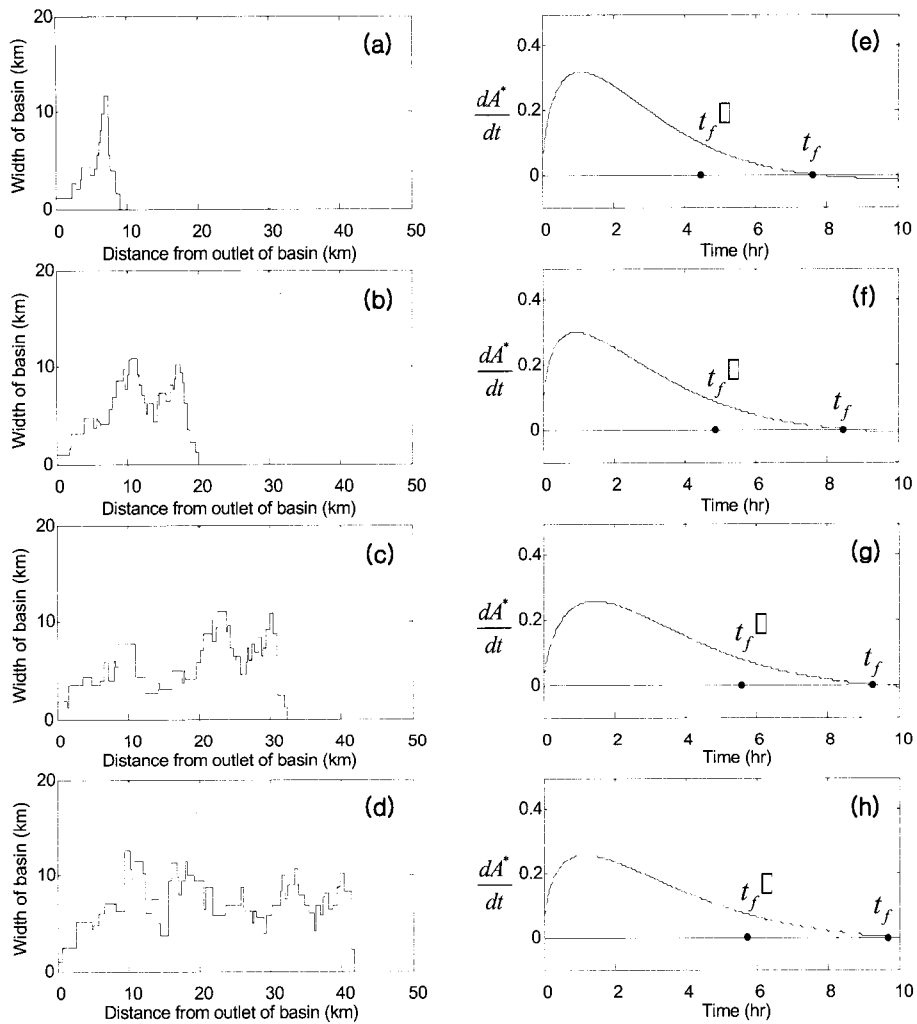 20
10
0
Width of basin (km)
(a)
0 10 20 30 40 50
Distance from outlet of basin (km)
0.4
0.2
0
dA*
dt
(e)
t_f □
t_f
0 2 4 6 8 10
Time (hr)
20
10
0
Width of basin (km)
(b)
0 10 20 30 40 50
Distance from outlet of basin (km)
0.4
0.2
0
dA*
dt
(f)
t_f □
t_f
0 2 4 6 8 10
Time (hr)
20
10
0
Width of basin (km)
(c)
0 10 20 30 40 50
Distance from outlet of basin (km)
0.4
0.2
0
dA*
dt
(g)
t_f □
t_f
0 2 4 6 8 10
Time (hr)
20
10
0
Width of basin (km)
(d)
0 10 20 30 40 50
Distance from outlet of basin (km)
0.4
0.2
0
dA*
dt
(h)
t_f □
t_f
0 2 4 6 8 10
Time (hr)